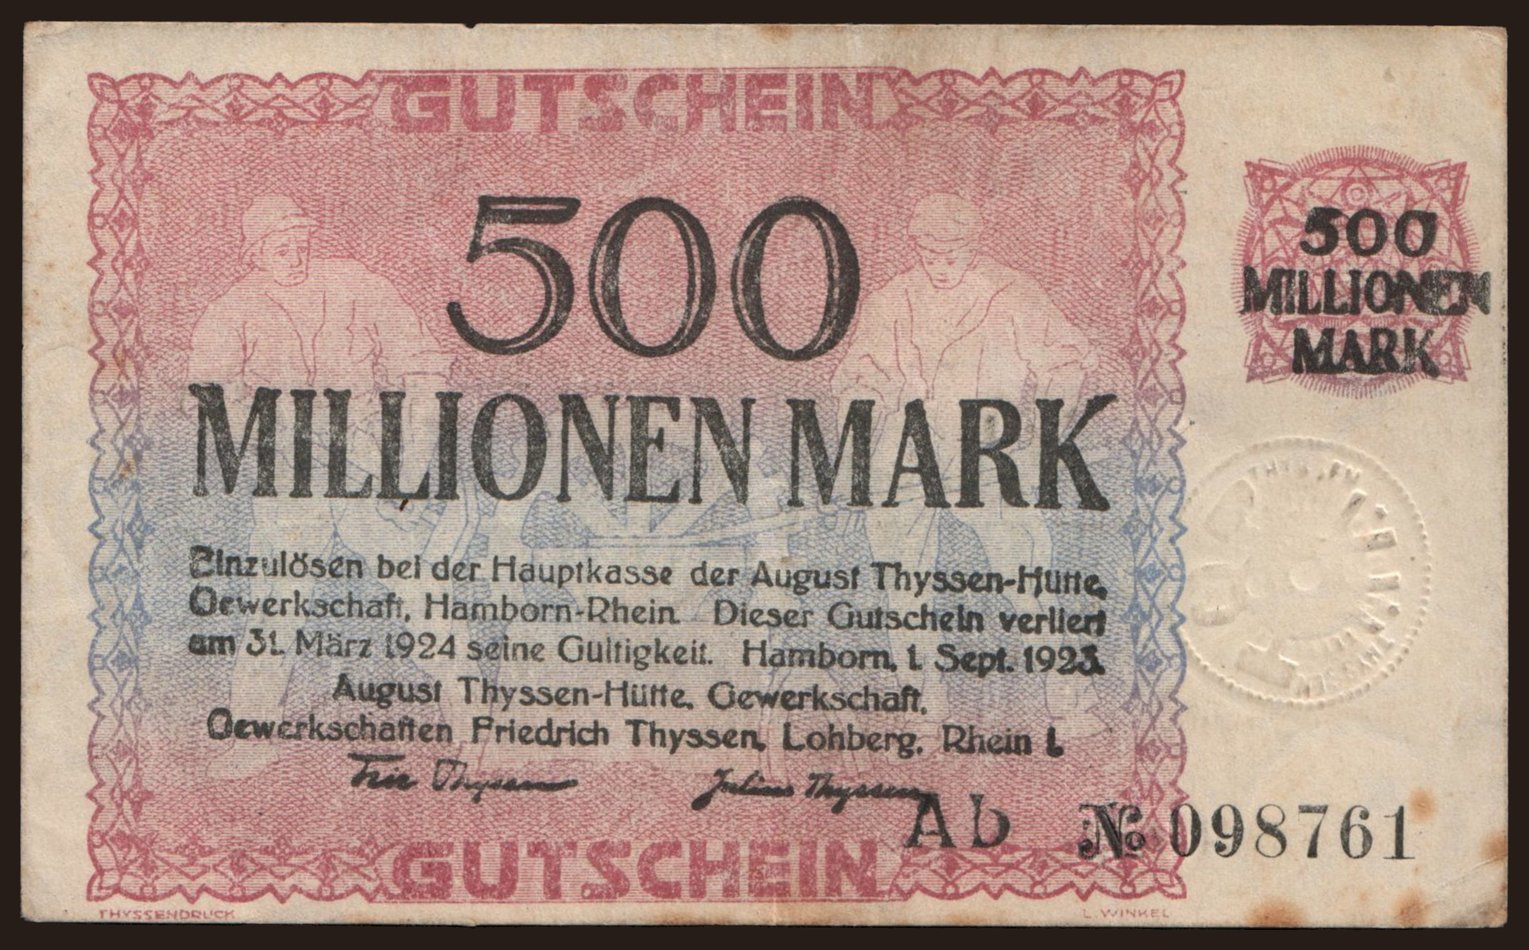 GUTSCHEIN
500
MILLIONEN MARK
Einzulösen bei der Hauptkasse der August Thyssen-Hütte,
Gewerkschaft, Hamborn-Rhein. Dieser Gutschein verliert
am 31. März 1924 seine Gültigkeit. Hamborn, 1. Sept. 1923.
August Thyssen-Hütte, Gewerkschaft,
Gewerkschaften Friedrich Thyssen, Lohberg, Rhein I.
Fritz Thyssen Julius Thyssen
Ab № 098761
GUTSCHEIN
THYSSENDRUCK L. WINKEL
500
MILLIONEN
MARK